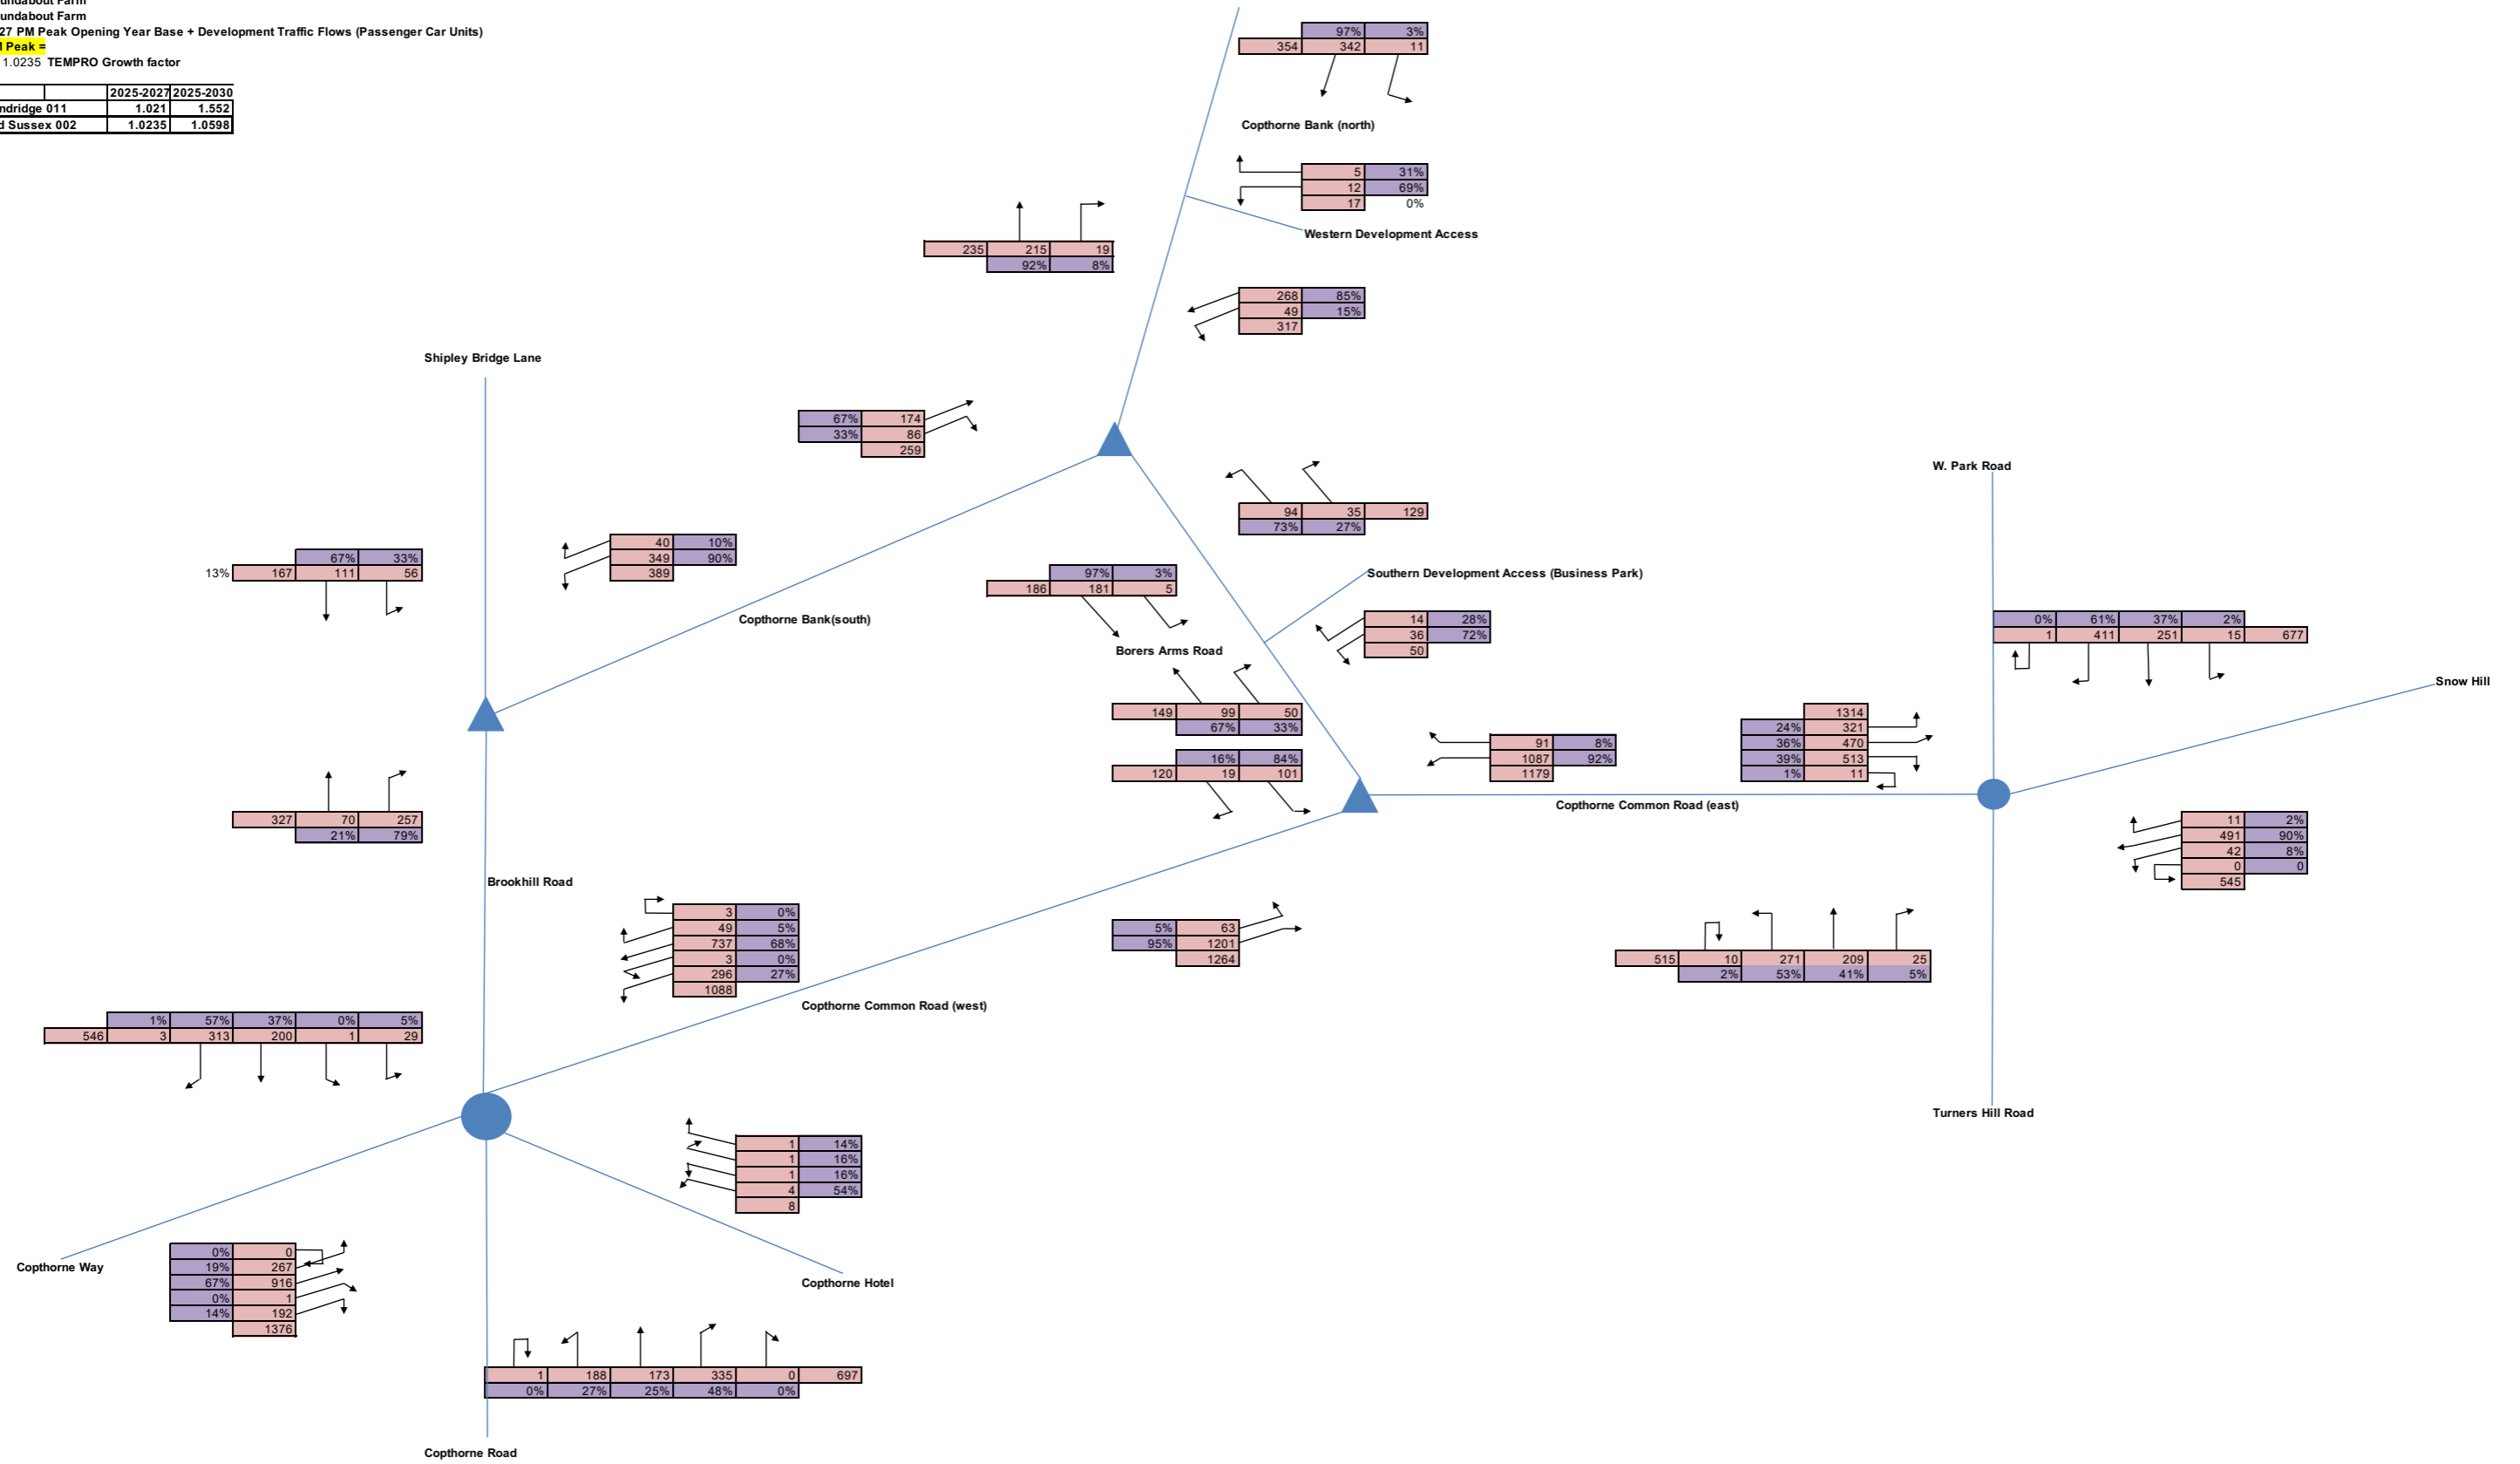 undabout Farm
undabout Farm
27 PM Peak Opening Year Base + Development Traffic Flows (Passenger Car Units)
M Peak =
1.0235 TEMPRO Growth factor
2025-2027 2025-2030
ndridge 011 1.021 1.552
d Sussex 002 1.0235 1.0598
97% 3%
354 342 11
Copthorne Bank (north)
5 31%
12 69%
17 0%
Western Development Access
235 215 19
92% 8%
268 85%
49 15%
317
Shipley Bridge Lane
67% 174
33% 86
259
W. Park Road
94 35 129
73% 27%
40 10%
349 90%
389
67% 33%
13% 167 111 56
97% 3%
186 181 5
Southern Development Access (Business Park)
Copthorne Bank(south)
14 28%
36 72%
50
Borers Arms Road
0% 61% 37% 2%
1 411 251 15 677
Snow Hill
149 99 50
67% 33%
16% 84%
120 19 101
91 8%
1087 92%
1179
1314
24% 321
36% 470
39% 513
1% 11
Copthorne Common Road (east)
327 70 257
21% 79%
11 2%
491 90%
42 8%
0 0
545
Brookhill Road
3 0%
49 5%
737 68%
3 0%
296 27%
1088
5% 63
95% 1201
1264
515 10 271 209 25
2% 53% 41% 5%
Copthorne Common Road (west)
1% 57% 37% 0% 5%
546 3 313 200 1 29
Turners Hill Road
1 14%
1 16%
1 16%
4 54%
8
Copthorne Way
0% 0
19% 267
67% 916
0% 1
14% 192
1376
Copthorne Hotel
1 188 173 335 0 697
0% 27% 25% 48% 0%
Copthorne Road